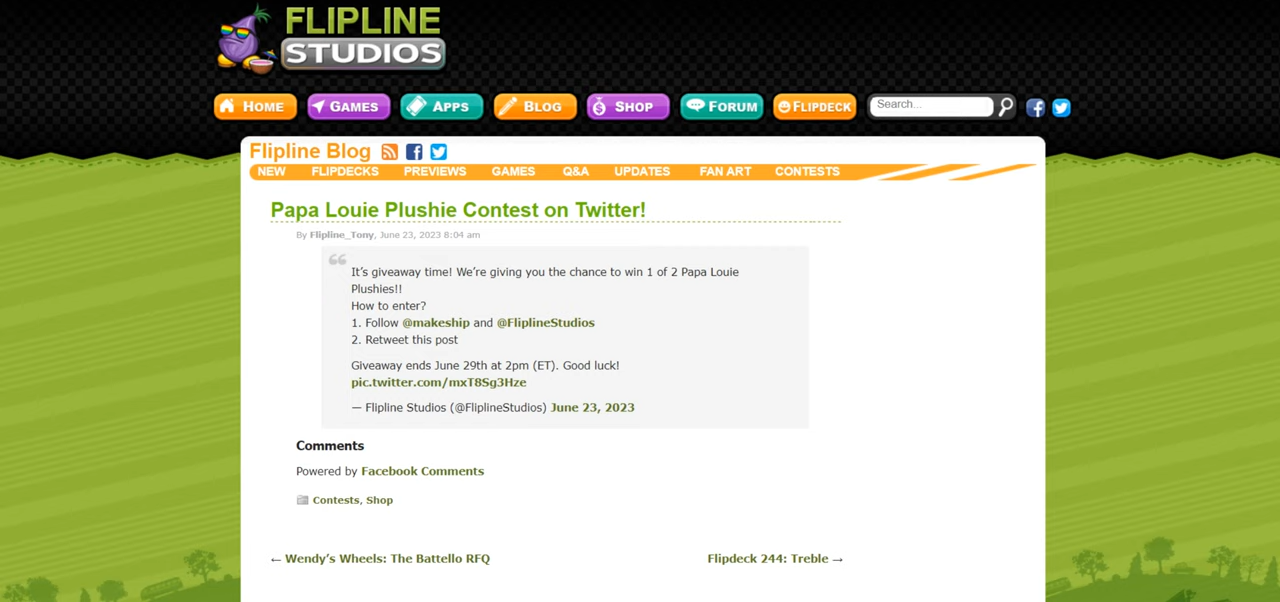 FLIPLINE
STUDIOS
HOME GAMES APPS BLOG SHOP FORUM FLIPDECK Search...
Flipline Blog
NEW FLIPDECKS PREVIEWS GAMES Q&A UPDATES FAN ART CONTESTS
Papa Louie Plushie Contest on Twitter!
By Flipline_Tony, June 23, 2023 8:04 am
It’s giveaway time! We’re giving you the chance to win 1 of 2 Papa Louie
Plushies!!
How to enter?
1. Follow @makeship and @FliplineStudios
2. Retweet this post
Giveaway ends June 29th at 2pm (ET). Good luck!
pic.twitter.com/mxT8Sg3Hze
— Flipline Studios (@FliplineStudios) June 23, 2023
Comments
Powered by Facebook Comments
Contests, Shop
← Wendy’s Wheels: The Battello RFQ Flipdeck 244: Treble →